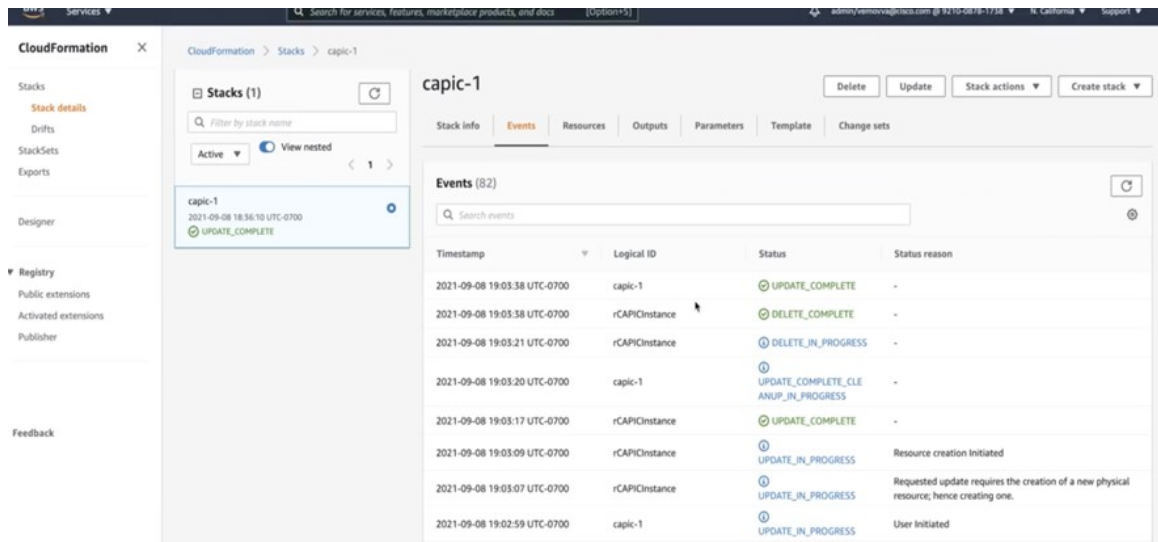 aws Services ▼ Search for services, features, marketplace products, and docs [Option+S] admin/vemovva@cisco.com @ 9210-0878-1738 ▼ N. California ▼ Support ▼
CloudFormation ×
Stacks
Stack details
Drifts
StackSets
Exports
Designer
Registry
Public extensions
Activated extensions
Publisher
Feedback
CloudFormation > Stacks > capic-1
Stacks (1)
Filter by stack name
Active ▼ View nested
< 1 >
capic-1
2021-09-08 18:36:10 UTC-0700
UPDATE_COMPLETE
capic-1
Delete Update Stack actions ▼ Create stack ▼
Stack info Events Resources Outputs Parameters Template Change sets
Events (82)
Search events
Timestamp Logical ID Status Status reason
2021-09-08 19:03:38 UTC-0700 capic-1 UPDATE_COMPLETE -
2021-09-08 19:03:38 UTC-0700 rCAPICInstance DELETE_COMPLETE -
2021-09-08 19:03:21 UTC-0700 rCAPICInstance DELETE_IN_PROGRESS -
2021-09-08 19:03:20 UTC-0700 capic-1 UPDATE_COMPLETE_CLE
ANUP_IN_PROGRESS -
2021-09-08 19:03:17 UTC-0700 rCAPICInstance UPDATE_COMPLETE -
2021-09-08 19:03:09 UTC-0700 rCAPICInstance UPDATE_IN_PROGRESS Resource creation Initiated
2021-09-08 19:03:07 UTC-0700 rCAPICInstance UPDATE_IN_PROGRESS Requested update requires the creation of a new physical
resource; hence creating one.
2021-09-08 19:02:59 UTC-0700 capic-1 UPDATE_IN_PROGRESS User Initiated